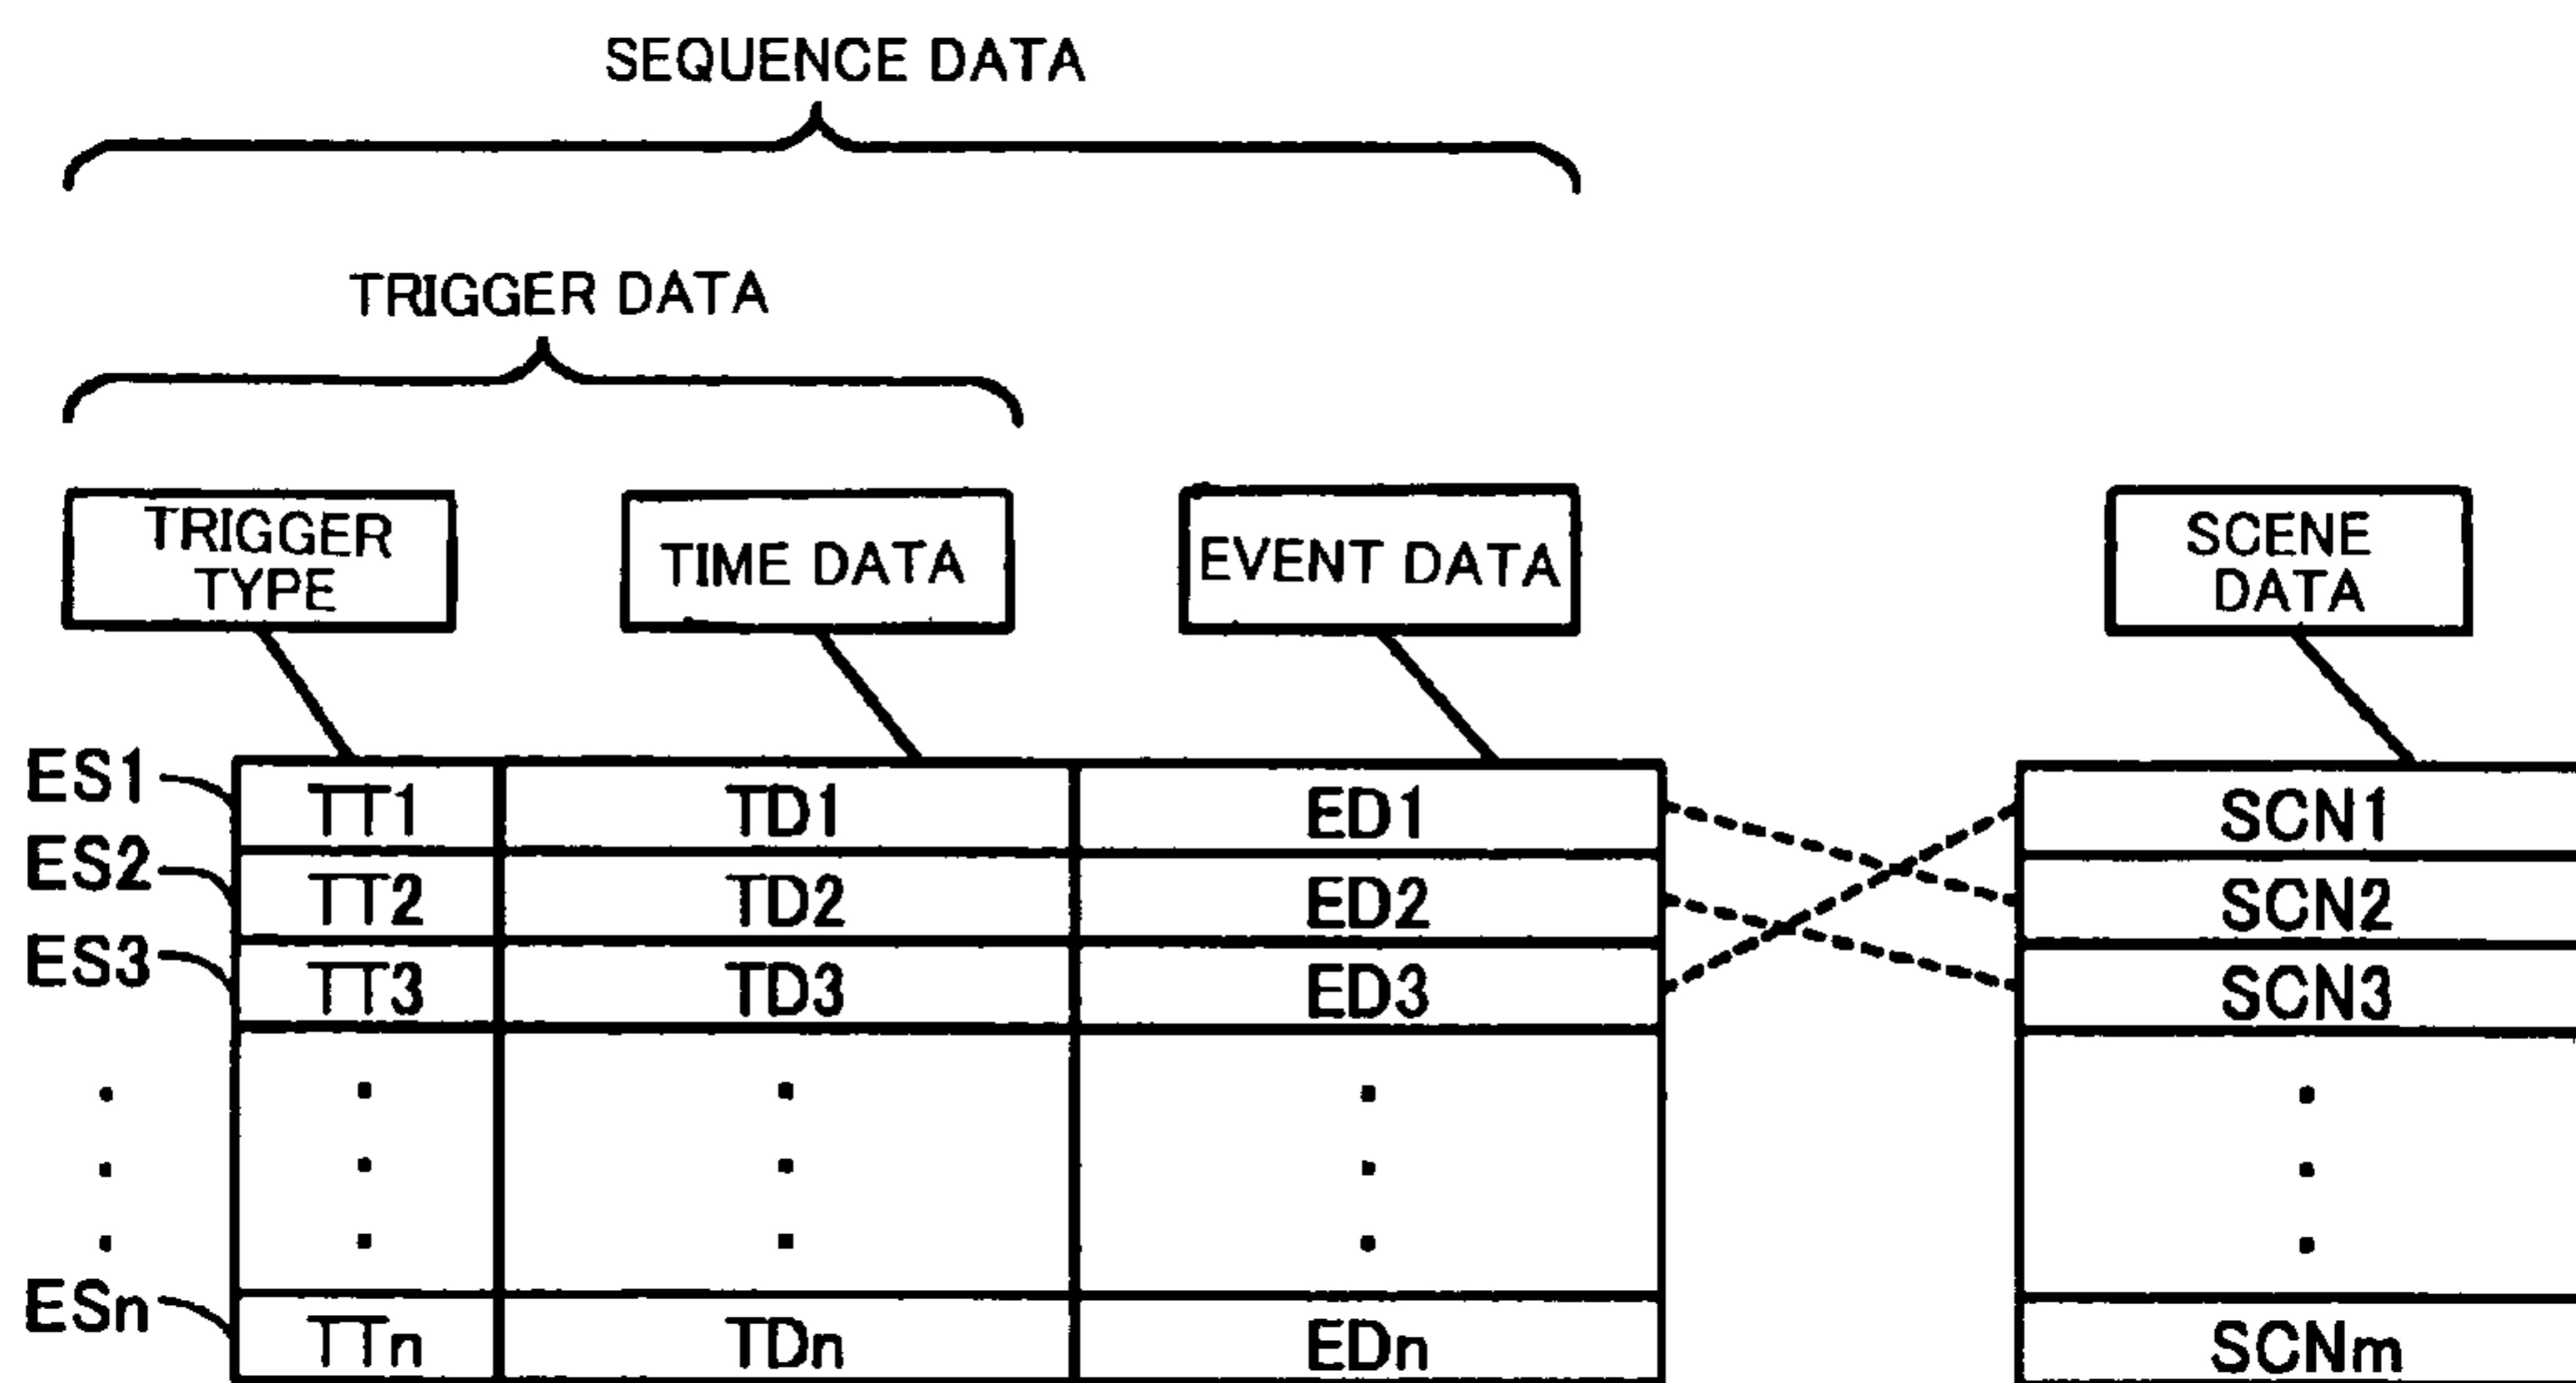 SEQUENCE DATA
TRIGGER DATA
TRIGGER
TYPE
TIME DATA
EVENT DATA
SCENE
DATA
ES1 TT1 TD1 ED1 SCN1
ES2 TT2 TD2 ED2 SCN2
ES3 TT3 TD3 ED3 SCN3
ESn TTn TDn EDn SCNm